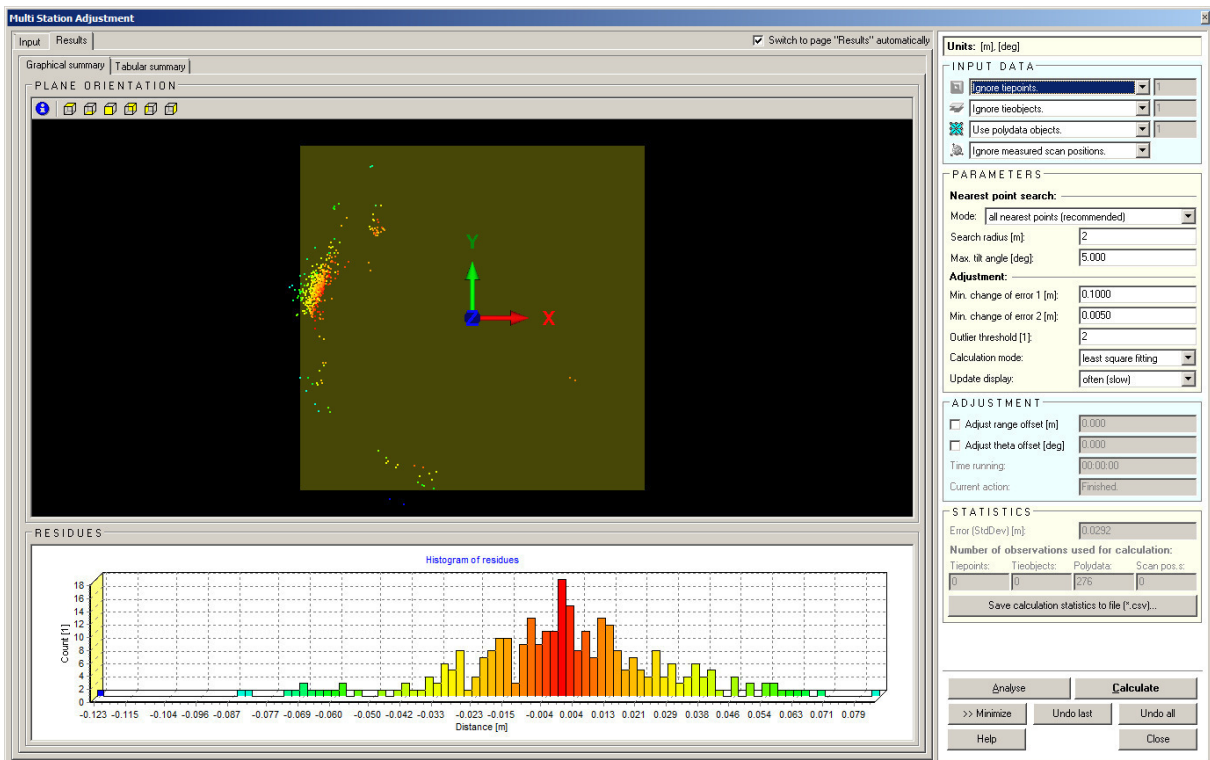 Multi Station Adjustment
Input Results
Switch to page "Results" automatically
Graphical summary Tabular summary
PLANE ORIENTATION
Y
X
Z
RESIDUES
Histogram of residues
Count [1]
18
16
14
12
10
8
6
4
2
0
-0.123 -0.115 -0.104 -0.096 -0.087 -0.077 -0.069 -0.060 -0.050 -0.042 -0.033 -0.023 -0.015 -0.004 0.004 0.013 0.021 0.029 0.038 0.046 0.054 0.063 0.071 0.079
Distance [m]
Units: [m], [deg]
INPUT DATA
Ignore tiepoints. 1
Ignore tieobjects. 1
Use polydata objects. 1
Ignore measured scan positions.
PARAMETERS
Nearest point search:
Mode: all nearest points (recommended)
Search radius [m]: 2
Max. tilt angle [deg]: 5.000
Adjustment:
Min. change of error 1 [m]: 0.1000
Min. change of error 2 [m]: 0.0050
Outlier threshold [1]: 2
Calculation mode: least square fitting
Update display: often (slow)
ADJUSTMENT
Adjust range offset [m] 0.000
Adjust theta offset [deg] 0.000
Time running: 00:00:00
Current action: Finished.
STATISTICS
Error (StdDev) [m]: 0.0292
Number of observations used for calculation:
Tiepoints: Tieobjects: Polydata: Scan pos.s:
0 0 276 0
Save calculation statistics to file (*.csv)...
Analyse Calculate
>> Minimize Undo last Undo all
Help Close